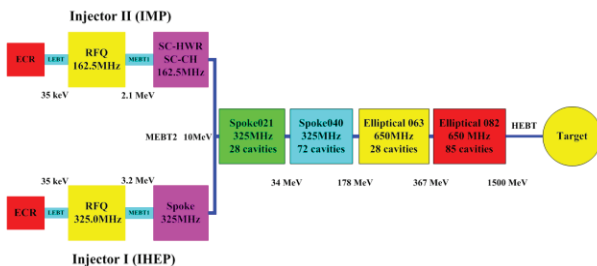 Injector II (IMP)
ECR
LEBT
RFQ
162.5MHz
MEBT1
SC-HWR
SC-CH
162.5MHz
35 keV
2.1 MeV
MEBT2 10MeV
Spoke021
325MHz
28 cavities
Spoke040
325MHz
72 cavities
Elliptical 063
650MHz
28 cavities
Elliptical 082
650 MHz
85 cavities
HEBT
Target
34 MeV
178 MeV
367 MeV
1500 MeV
35 keV
3.2 MeV
ECR
LEBT
RFQ
325.0MHz
MEBT1
Spoke
325MHz
Injector I (IHEP)